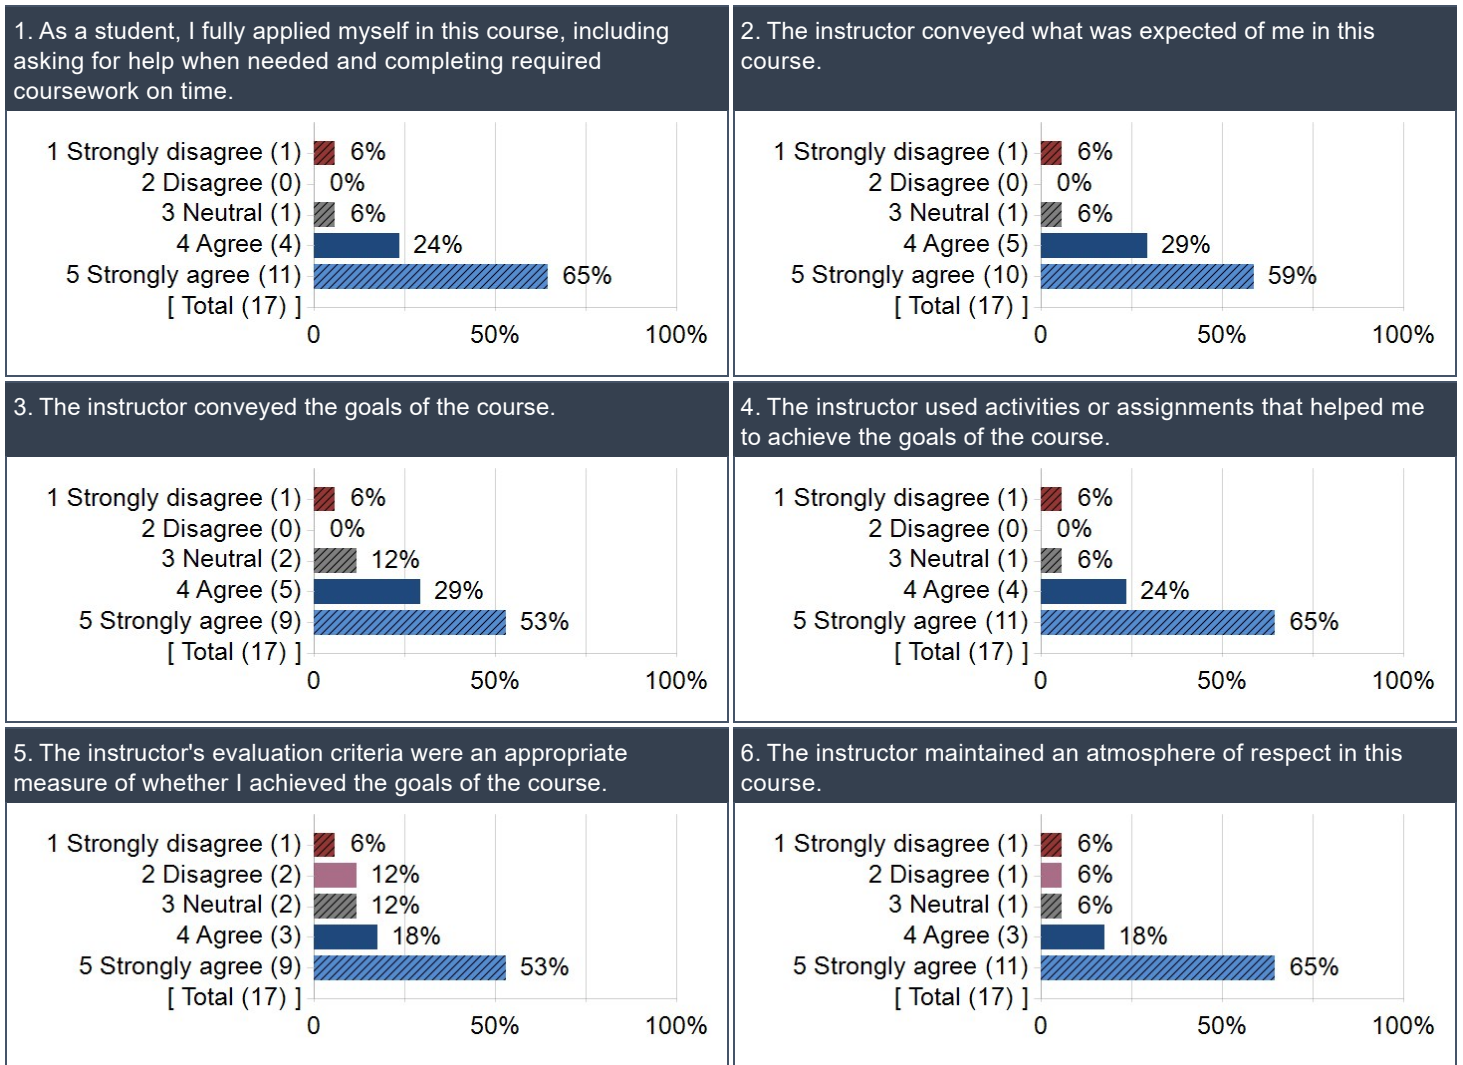 1. As a student, I fully applied myself in this course, including
asking for help when needed and completing required
coursework on time.
1 Strongly disagree (1) 6%
2 Disagree (0) 0%
3 Neutral (1) 6%
4 Agree (4) 24%
5 Strongly agree (11) 65%
[ Total (17) ]
0 50% 100%
2. The instructor conveyed what was expected of me in this
course.
1 Strongly disagree (1) 6%
2 Disagree (0) 0%
3 Neutral (1) 6%
4 Agree (5) 29%
5 Strongly agree (10) 59%
[ Total (17) ]
0 50% 100%
3. The instructor conveyed the goals of the course.
1 Strongly disagree (1) 6%
2 Disagree (0) 0%
3 Neutral (2) 12%
4 Agree (5) 29%
5 Strongly agree (9) 53%
[ Total (17) ]
0 50% 100%
4. The instructor used activities or assignments that helped me
to achieve the goals of the course.
1 Strongly disagree (1) 6%
2 Disagree (0) 0%
3 Neutral (1) 6%
4 Agree (4) 24%
5 Strongly agree (11) 65%
[ Total (17) ]
0 50% 100%
5. The instructor's evaluation criteria were an appropriate
measure of whether I achieved the goals of the course.
1 Strongly disagree (1) 6%
2 Disagree (2) 12%
3 Neutral (2) 12%
4 Agree (3) 18%
5 Strongly agree (9) 53%
[ Total (17) ]
0 50% 100%
6. The instructor maintained an atmosphere of respect in this
course.
1 Strongly disagree (1) 6%
2 Disagree (1) 6%
3 Neutral (1) 6%
4 Agree (3) 18%
5 Strongly agree (11) 65%
[ Total (17) ]
0 50% 100%